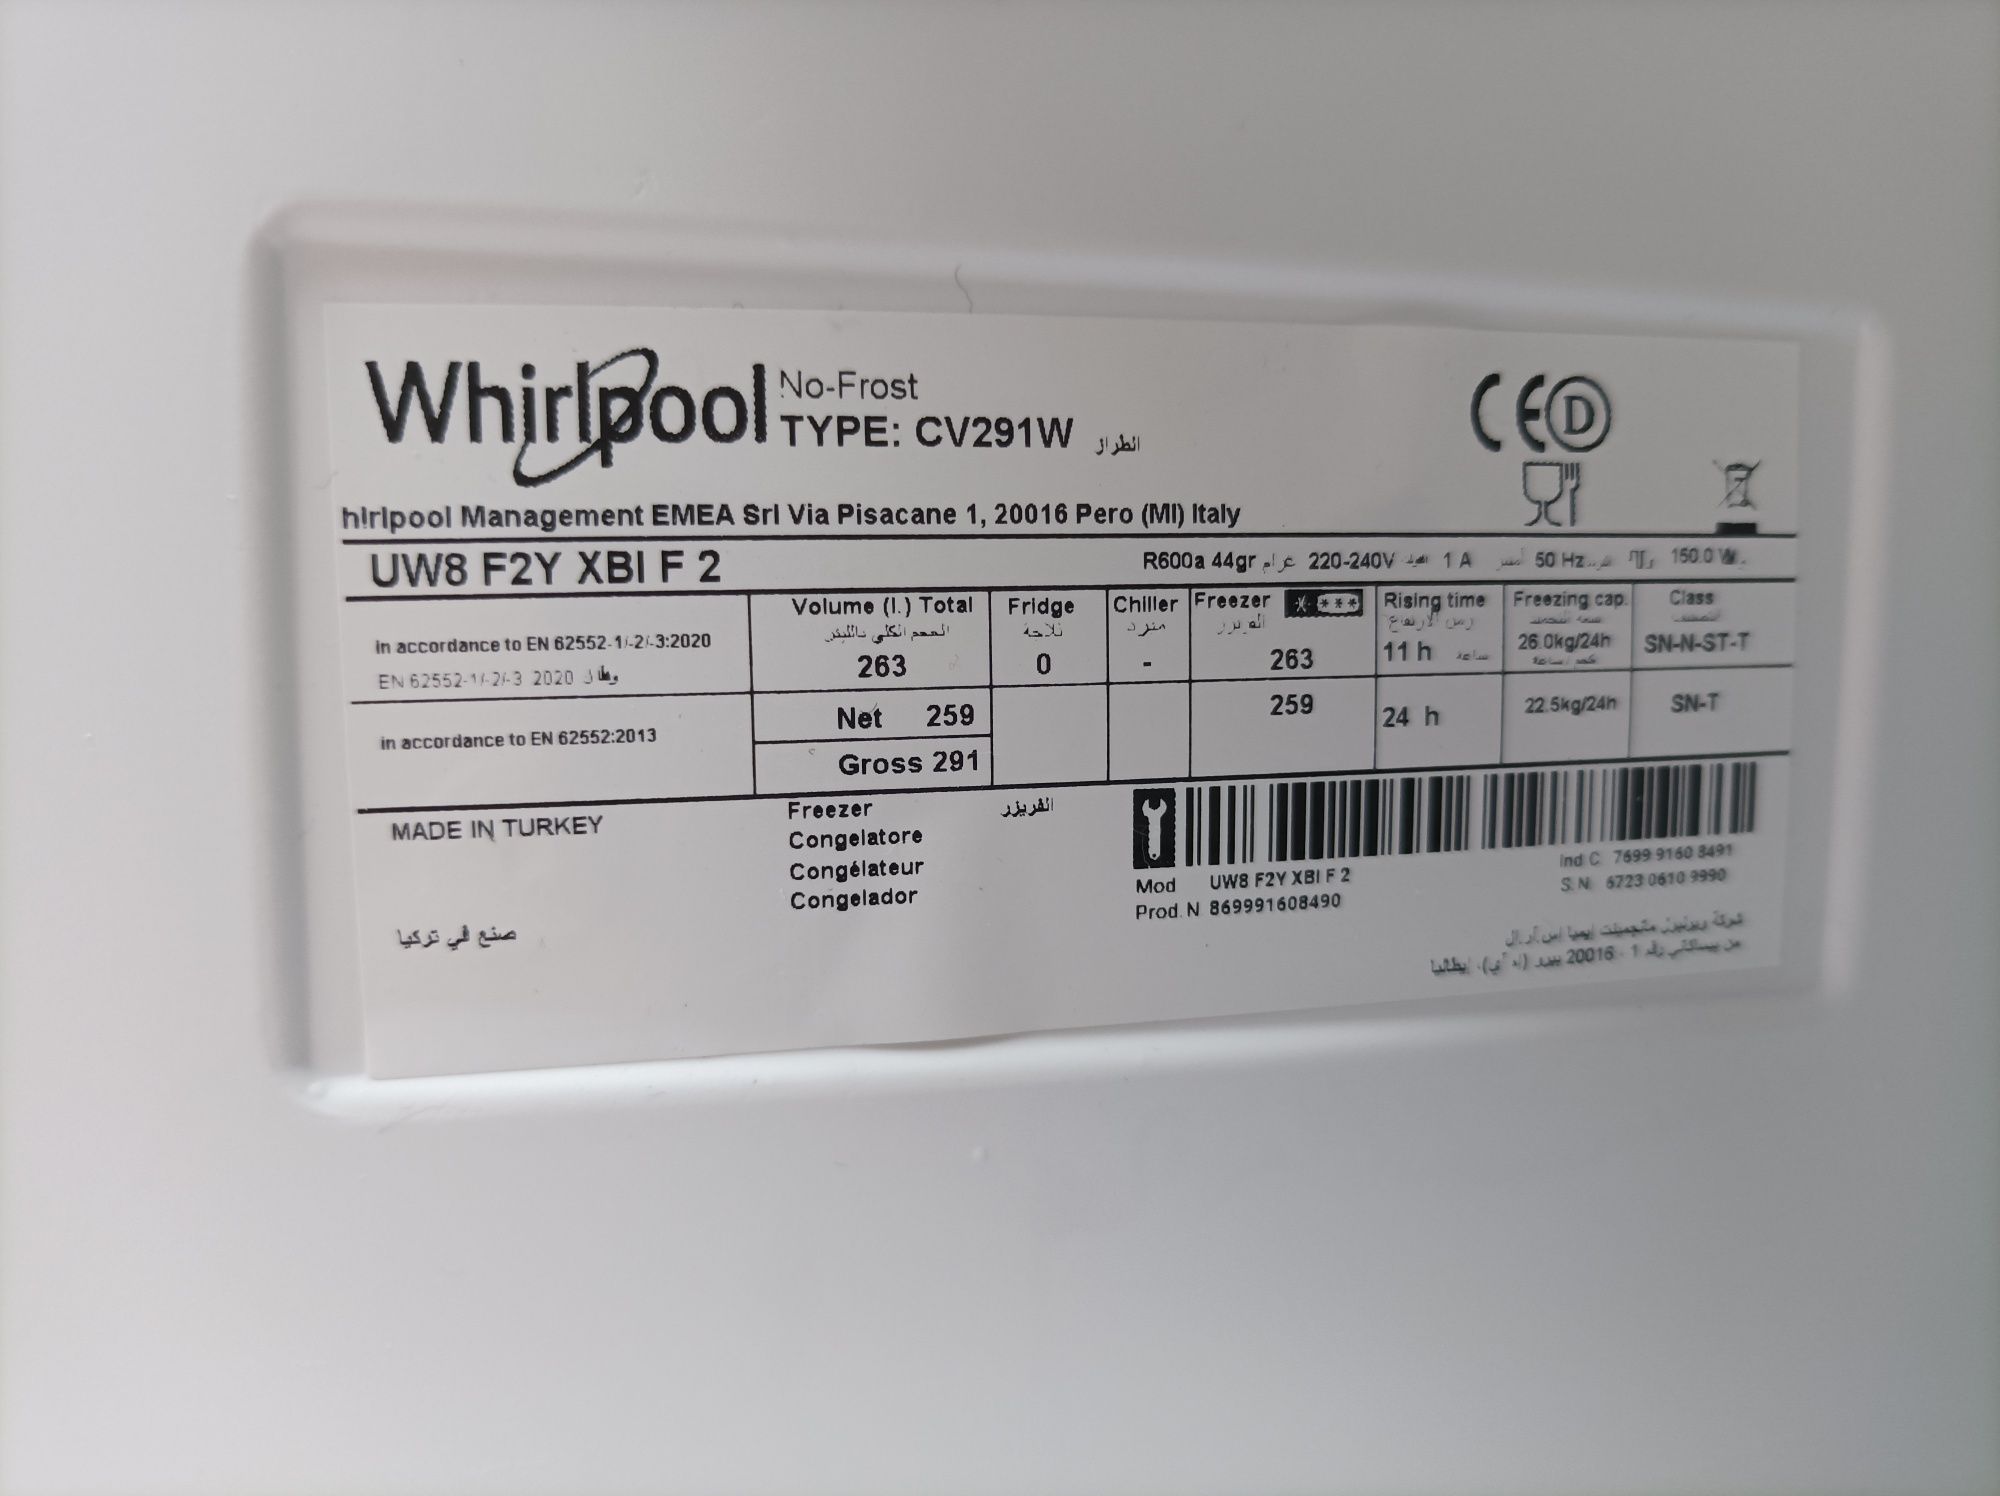 Whirlpool
No-Frost
TYPE: CV291W الطراز
hirlpool Management EMEA Srl Via Pisacane 1, 20016 Pero (MI) Italy
UW8 F2Y XBI F 2
R600a 44gr 220-240V 1 A 50 Hz 150.0 W
Volume (l.) Total Fridge Chiller Freezer Rising time Freezing cap. Class
in accordance to EN 62552-1/-2/-3:2020
EN 62552-1/-2/-3 2020
263 0 - 263 11 h 26.0kg/24h SN-N-ST-T
in accordance to EN 62552:2013
Net 259 259 24 h 22.5kg/24h SN-T
Gross 291
MADE IN TURKEY
صنع في تركيا
Freezer الفريزر
Congelatore
Congélateur
Congelador
Mod UW8 F2Y XBI F 2
Prod. N 869991608490
Ind C. 7699 9160 8491
S. N. 6723 0610 9990